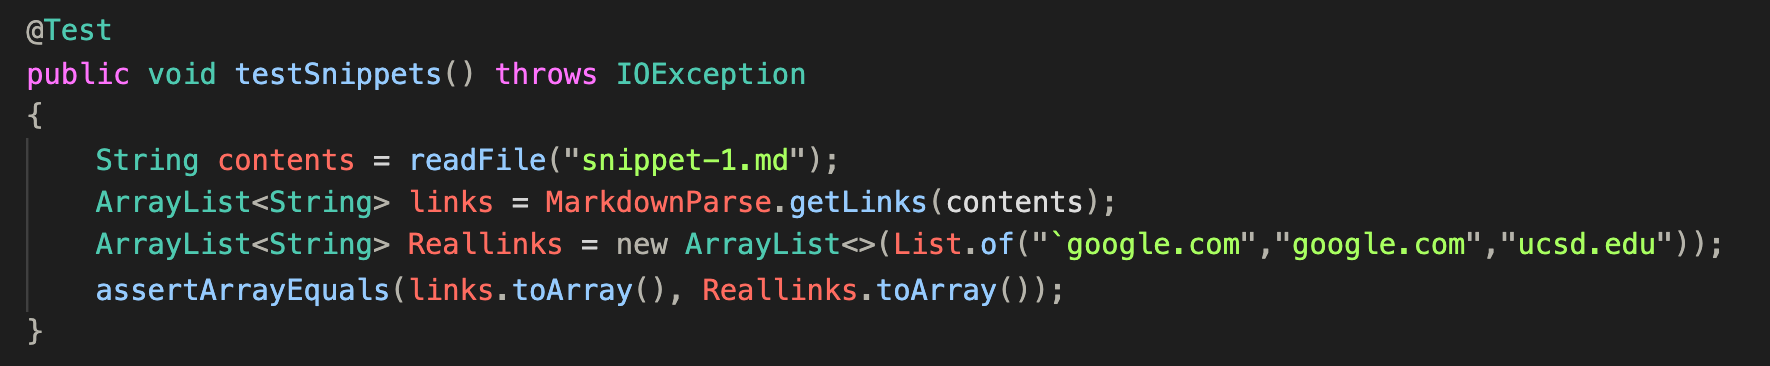 @Test
public void testSnippets() throws IOException
{
    String contents = readFile("snippet-1.md");
    ArrayList<String> links = MarkdownParse.getLinks(contents);
    ArrayList<String> Reallinks = new ArrayList<>(List.of("`google.com","google.com","ucsd.edu"));
    assertArrayEquals(links.toArray(), Reallinks.toArray());
}